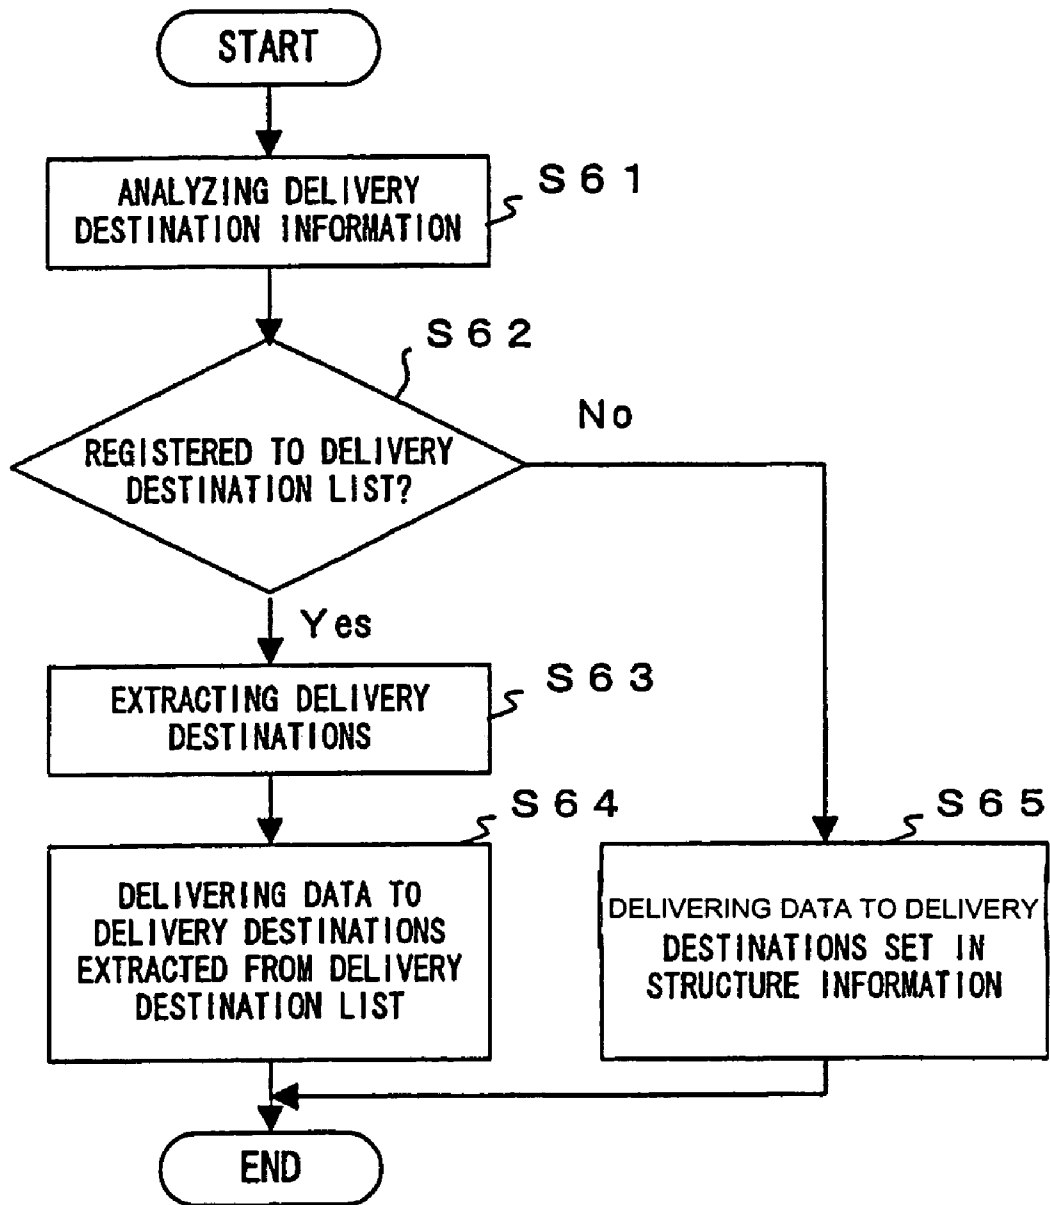 START
ANALYZING DELIVERY
DESTINATION INFORMATION
S61
S62
REGISTERED TO DELIVERY
DESTINATION LIST?
No
Yes
EXTRACTING DELIVERY
DESTINATIONS
S63
S64
DELIVERING DATA TO
DELIVERY DESTINATIONS
EXTRACTED FROM DELIVERY
DESTINATION LIST
S65
DELIVERING DATA TO DELIVERY
DESTINATIONS SET IN
STRUCTURE INFORMATION
END